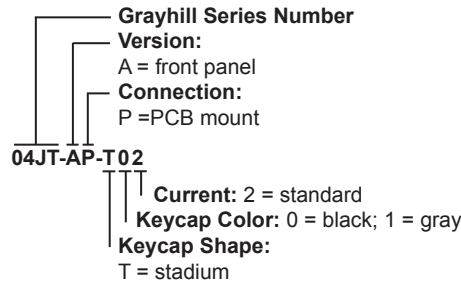 Grayhill Series Number
Version:
A = front panel
Connection:
P =PCB mount
04JT-AP-T02
Current: 2 = standard
Keycap Color: 0 = black; 1 = gray
Keycap Shape:
T = stadium